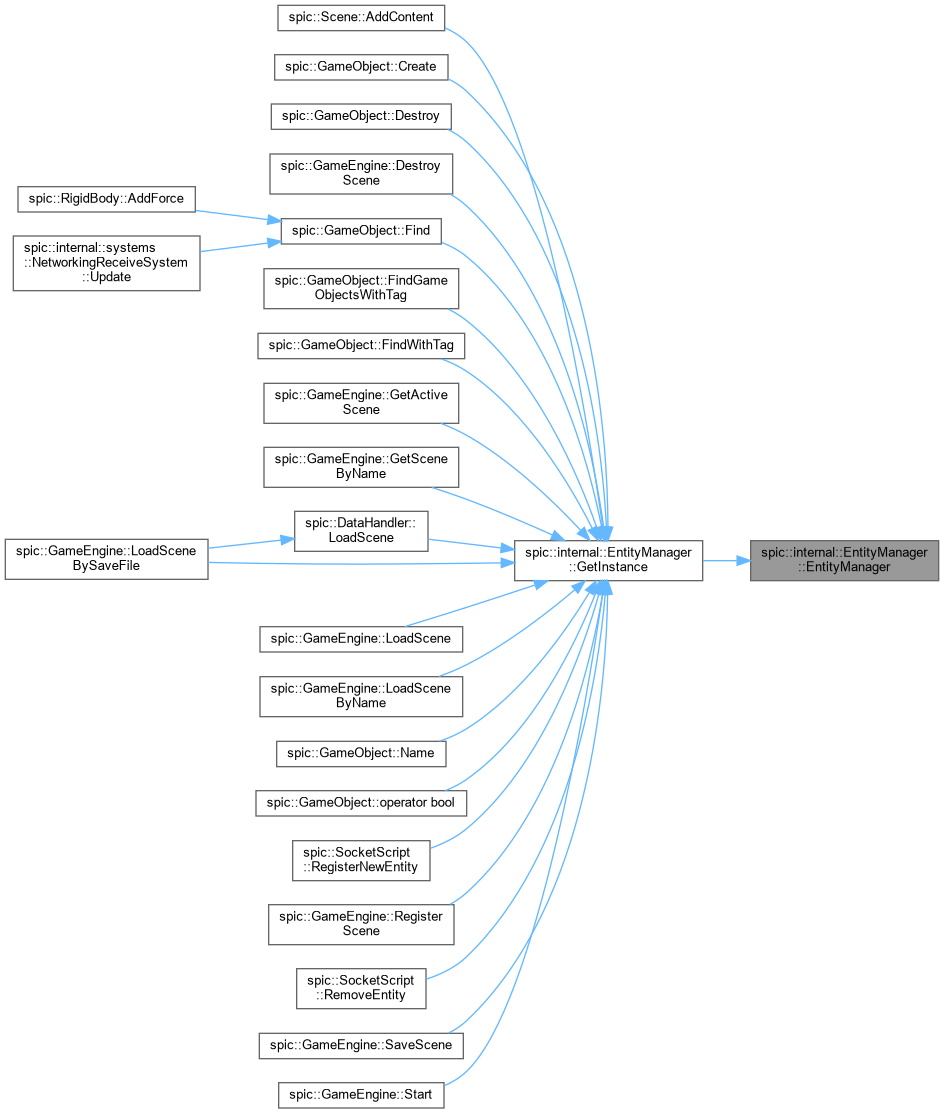 spic::Scene::AddContent
spic::GameObject::Create
spic::GameObject::Destroy
spic::GameEngine::Destroy
Scene
spic::RigidBody::AddForce
spic::GameObject::Find
spic::internal::systems
::NetworkingReceiveSystem
::Update
spic::GameObject::FindGame
ObjectsWithTag
spic::GameObject::FindWithTag
spic::GameEngine::GetActive
Scene
spic::GameEngine::GetScene
ByName
spic::DataHandler::
LoadScene
spic::GameEngine::LoadScene
BySaveFile
spic::internal::EntityManager
::GetInstance
spic::internal::EntityManager
::EntityManager
spic::GameEngine::LoadScene
spic::GameEngine::LoadScene
ByName
spic::GameObject::Name
spic::GameObject::operator bool
spic::SocketScript
::RegisterNewEntity
spic::GameEngine::Register
Scene
spic::SocketScript
::RemoveEntity
spic::GameEngine::SaveScene
spic::GameEngine::Start